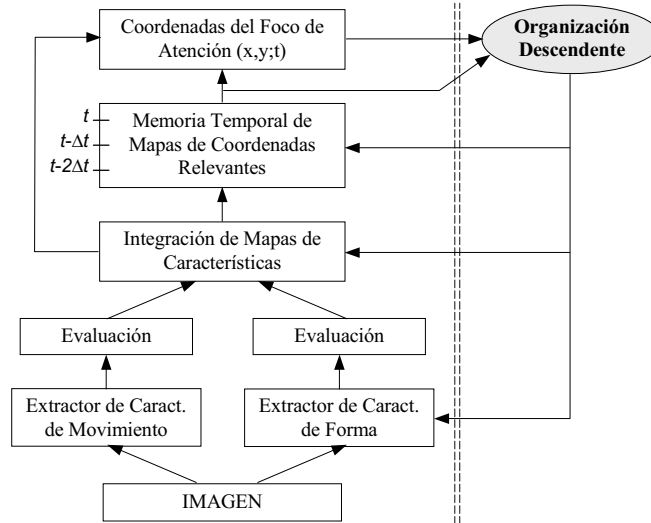 Coordenadas del Foco de
Atención (x,y;t)
Organización
Descendente
t
t-Δt
t-2Δt
Memoria Temporal de
Mapas de Coordenadas
Relevantes
Integración de Mapas de
Características
Evaluación
Evaluación
Extractor de Caract.
de Movimiento
Extractor de Caract.
de Forma
IMAGEN